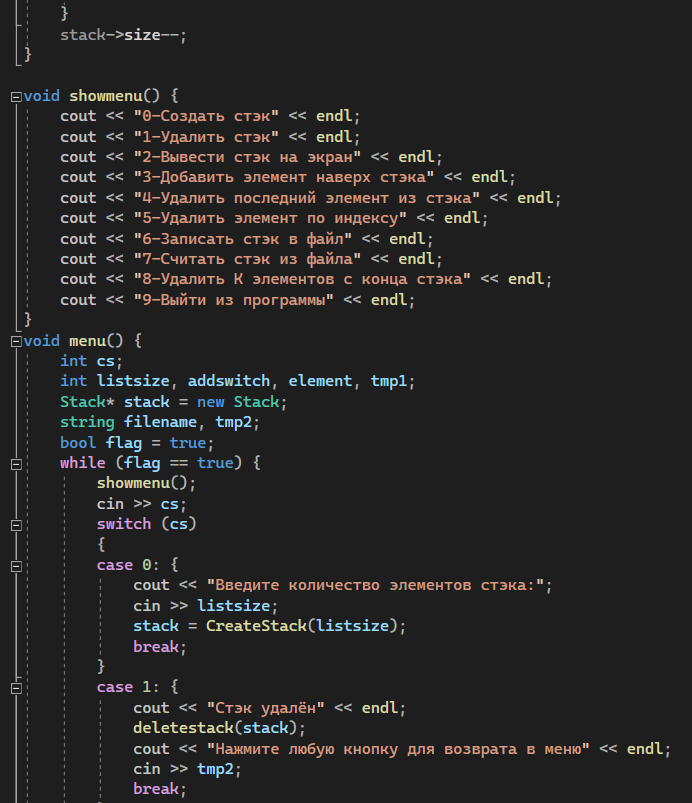 }
    stack->size--;
}

void showmenu() {
    cout << "0-Создать стэк" << endl;
    cout << "1-Удалить стэк" << endl;
    cout << "2-Вывести стэк на экран" << endl;
    cout << "3-Добавить элемент наверх стэка" << endl;
    cout << "4-Удалить последний элемент из стэка" << endl;
    cout << "5-Удалить элемент по индексу" << endl;
    cout << "6-Записать стэк в файл" << endl;
    cout << "7-Считать стэк из файла" << endl;
    cout << "8-Удалить К элементов с конца стэка" << endl;
    cout << "9-Выйти из программы" << endl;
}
void menu() {
    int cs;
    int listsize, addswitch, element, tmp1;
    Stack* stack = new Stack;
    string filename, tmp2;
    bool flag = true;
    while (flag == true) {
        showmenu();
        cin >> cs;
        switch (cs)
        {
        case 0: {
            cout << "Введите количество элементов стэка:";
            cin >> listsize;
            stack = CreateStack(listsize);
            break;
        }
        case 1: {
            cout << "Стэк удалён" << endl;
            deletestack(stack);
            cout << "Нажмите любую кнопку для возврата в меню" << endl;
            cin >> tmp2;
            break;